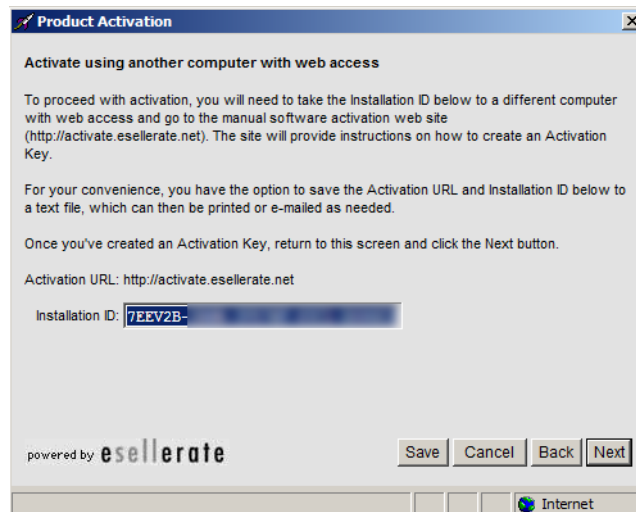 Product Activation
Activate using another computer with web access
To proceed with activation, you will need to take the Installation ID below to a different computer
with web access and go to the manual software activation web site
(http://activate.esellerate.net). The site will provide instructions on how to create an Activation
Key.
For your convenience, you have the option to save the Activation URL and Installation ID below to
a text file, which can then be printed or e-mailed as needed.
Once you've created an Activation Key, return to this screen and click the Next button.
Activation URL: http://activate.esellerate.net
Installation ID: 7EEV2B-
powered by esellerate
Save Cancel Back Next
Internet